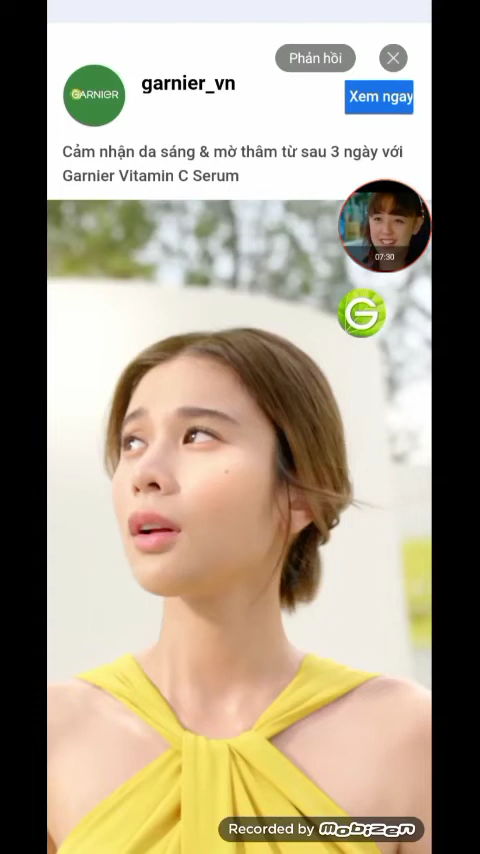 Phản hồi
GARNIER
garnier_vn
Xem ngay
Cảm nhận da sáng & mờ thâm từ sau 3 ngày với
Garnier Vitamin C Serum
07:30
G
Recorded by mobizen